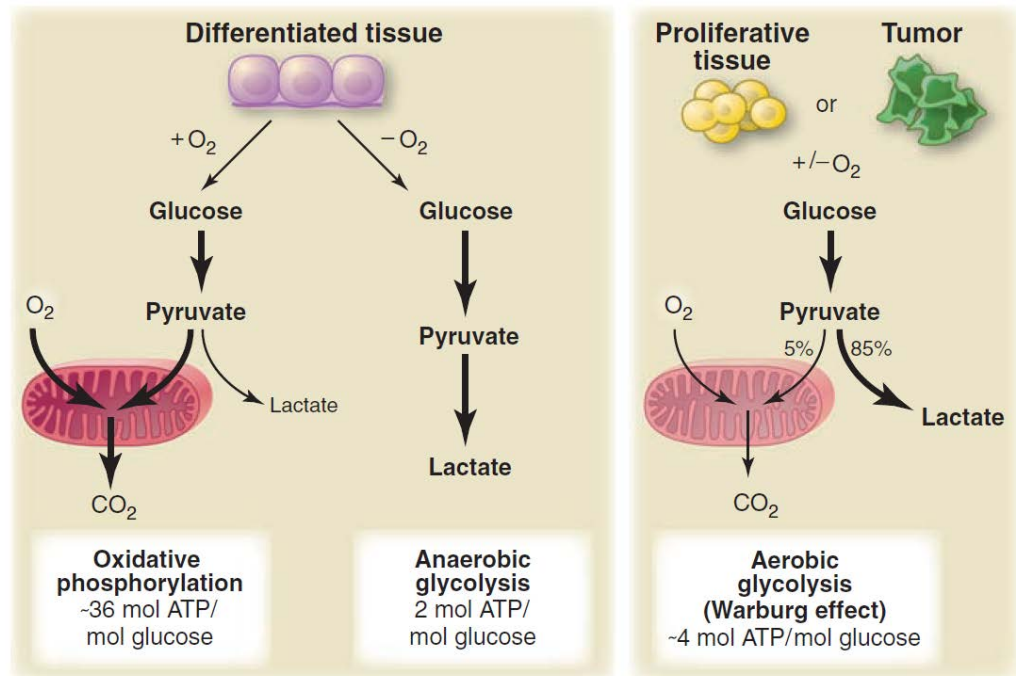 Differentiated tissue
+O₂
−O₂
Glucose
Glucose
O₂
Pyruvate
Pyruvate
Lactate
Lactate
CO₂
Oxidative
phosphorylation
~36 mol ATP/
mol glucose
Anaerobic
glycolysis
2 mol ATP/
mol glucose
Proliferative
tissue
or
Tumor
+/−O₂
Glucose
O₂
Pyruvate
5%
85%
Lactate
CO₂
Aerobic
glycolysis
(Warburg effect)
~4 mol ATP/mol glucose